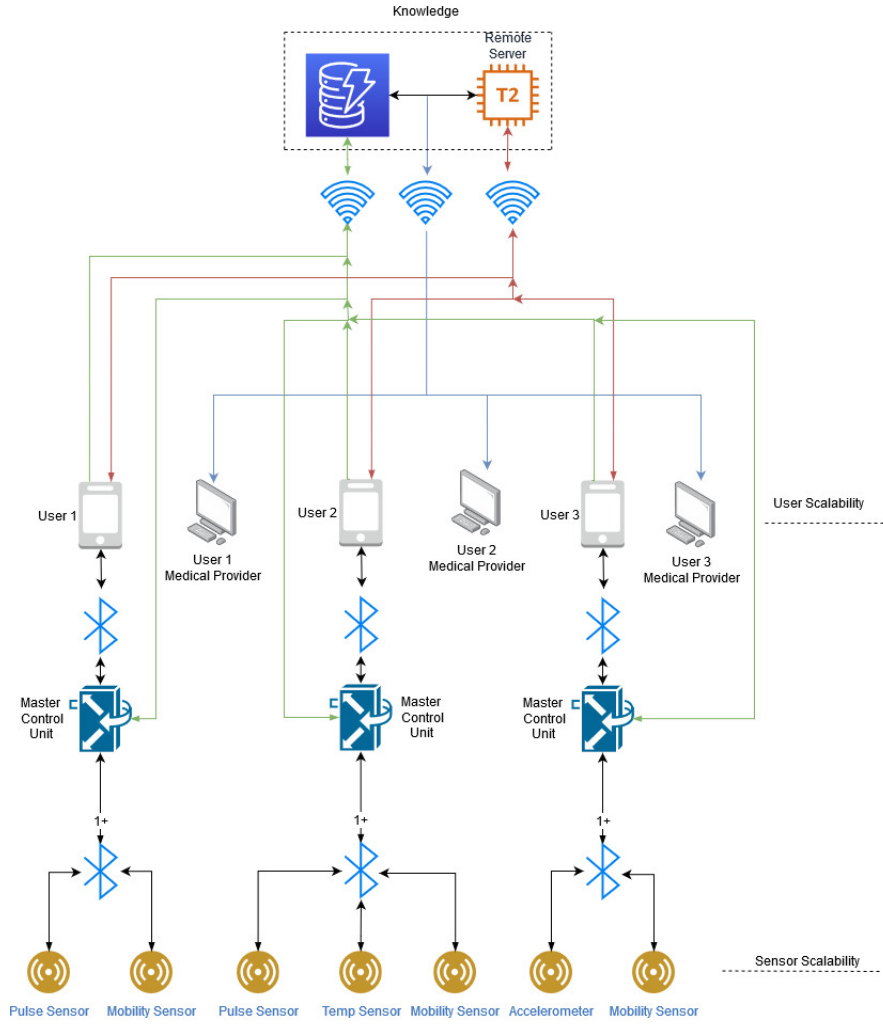 Knowledge
Remote
Server
T2
User 1
User 2
User 3
User Scalability
User 1
Medical Provider
User 2
Medical Provider
User 3
Medical Provider
Master
Control
Unit
Master
Control
Unit
Master
Control
Unit
1+
1+
1+
Sensor Scalability
Pulse Sensor
Mobility Sensor
Pulse Sensor
Temp Sensor
Mobility Sensor
Accelerometer
Mobility Sensor